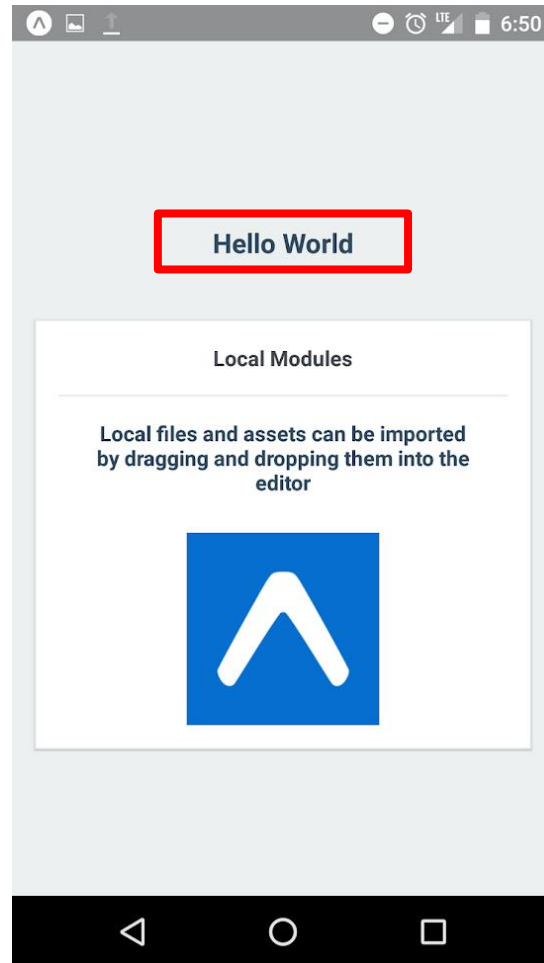 LTE 6:50
Hello World
Local Modules
Local files and assets can be imported
by dragging and dropping them into the
editor